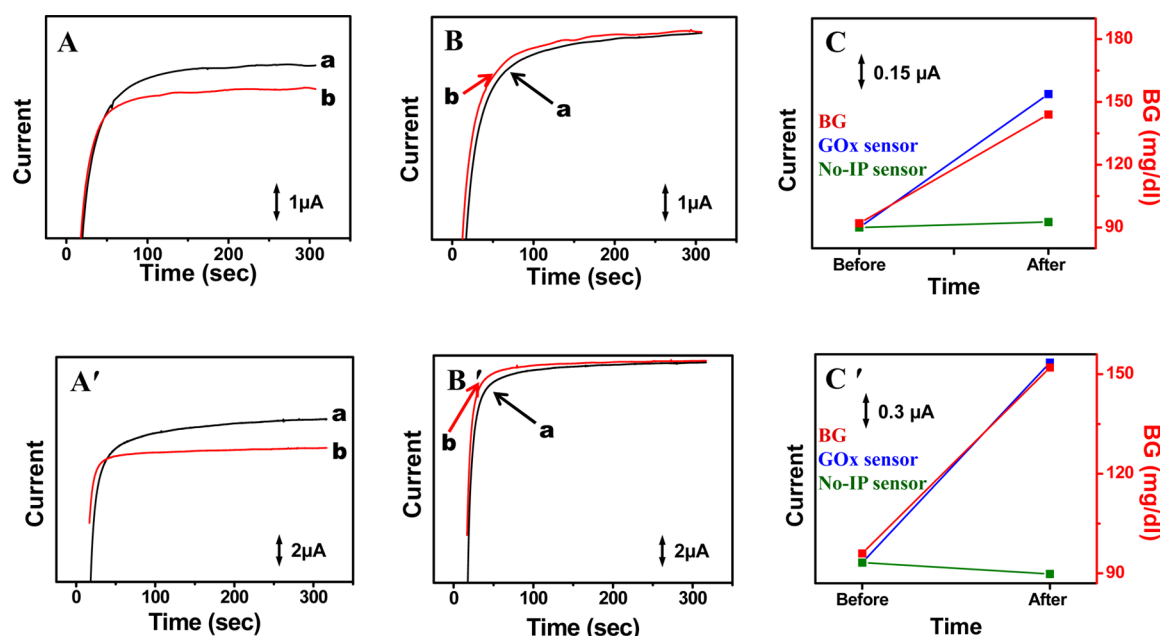 A
a
b
1µA
Current
0
100
200
300
Time (sec)
B
b
a
1µA
Current
0
100
200
300
Time (sec)
C
0.15 µA
BG
GOx sensor
No-IP sensor
Current
Before
After
Time
180
150
120
90
BG (mg/dl)
A′
a
b
2µA
Current
0
100
200
300
Time (sec)
B′
b
a
2µA
Current
0
100
200
300
Time (sec)
C′
0.3 µA
BG
GOx sensor
No-IP sensor
Current
Before
After
Time
150
120
90
BG (mg/dl)